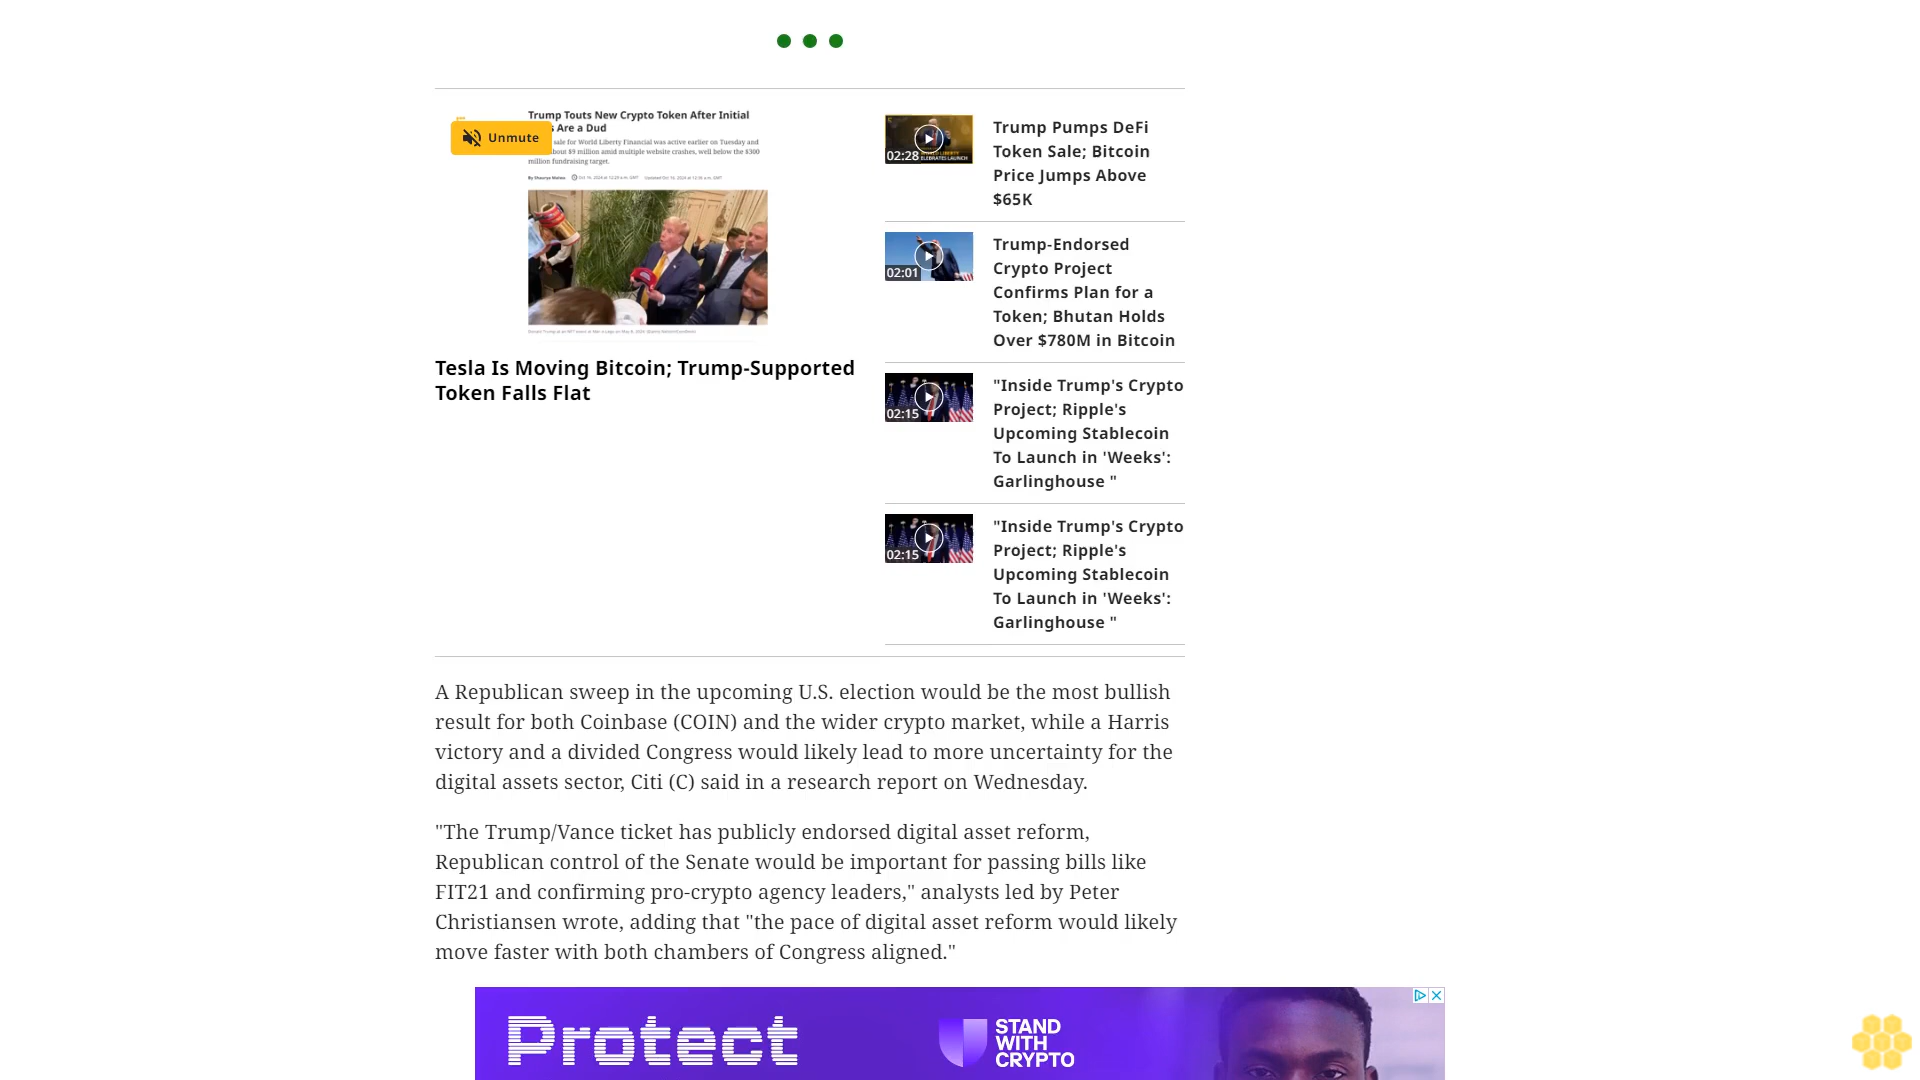 Trump Touts New Crypto Token After Initial
s Are a Dud
Unmute
sale for World Liberty Financial was active earlier on Tuesday and
bout $9 million amid multiple website crashes, well below the $300
million fundraising target.
Tesla Is Moving Bitcoin; Trump-Supported
Token Falls Flat
02:28
Trump Pumps DeFi
Token Sale; Bitcoin
Price Jumps Above
$65K
02:01
Trump-Endorsed
Crypto Project
Confirms Plan for a
Token; Bhutan Holds
Over $780M in Bitcoin
02:15
"Inside Trump's Crypto
Project; Ripple's
Upcoming Stablecoin
To Launch in 'Weeks':
Garlinghouse "
02:15
"Inside Trump's Crypto
Project; Ripple's
Upcoming Stablecoin
To Launch in 'Weeks':
Garlinghouse "
A Republican sweep in the upcoming U.S. election would be the most bullish
result for both Coinbase (COIN) and the wider crypto market, while a Harris
victory and a divided Congress would likely lead to more uncertainty for the
digital assets sector, Citi (C) said in a research report on Wednesday.
"The Trump/Vance ticket has publicly endorsed digital asset reform,
Republican control of the Senate would be important for passing bills like
FIT21 and confirming pro-crypto agency leaders," analysts led by Peter
Christiansen wrote, adding that "the pace of digital asset reform would likely
move faster with both chambers of Congress aligned."
Protect
STAND
WITH
CRYPTO